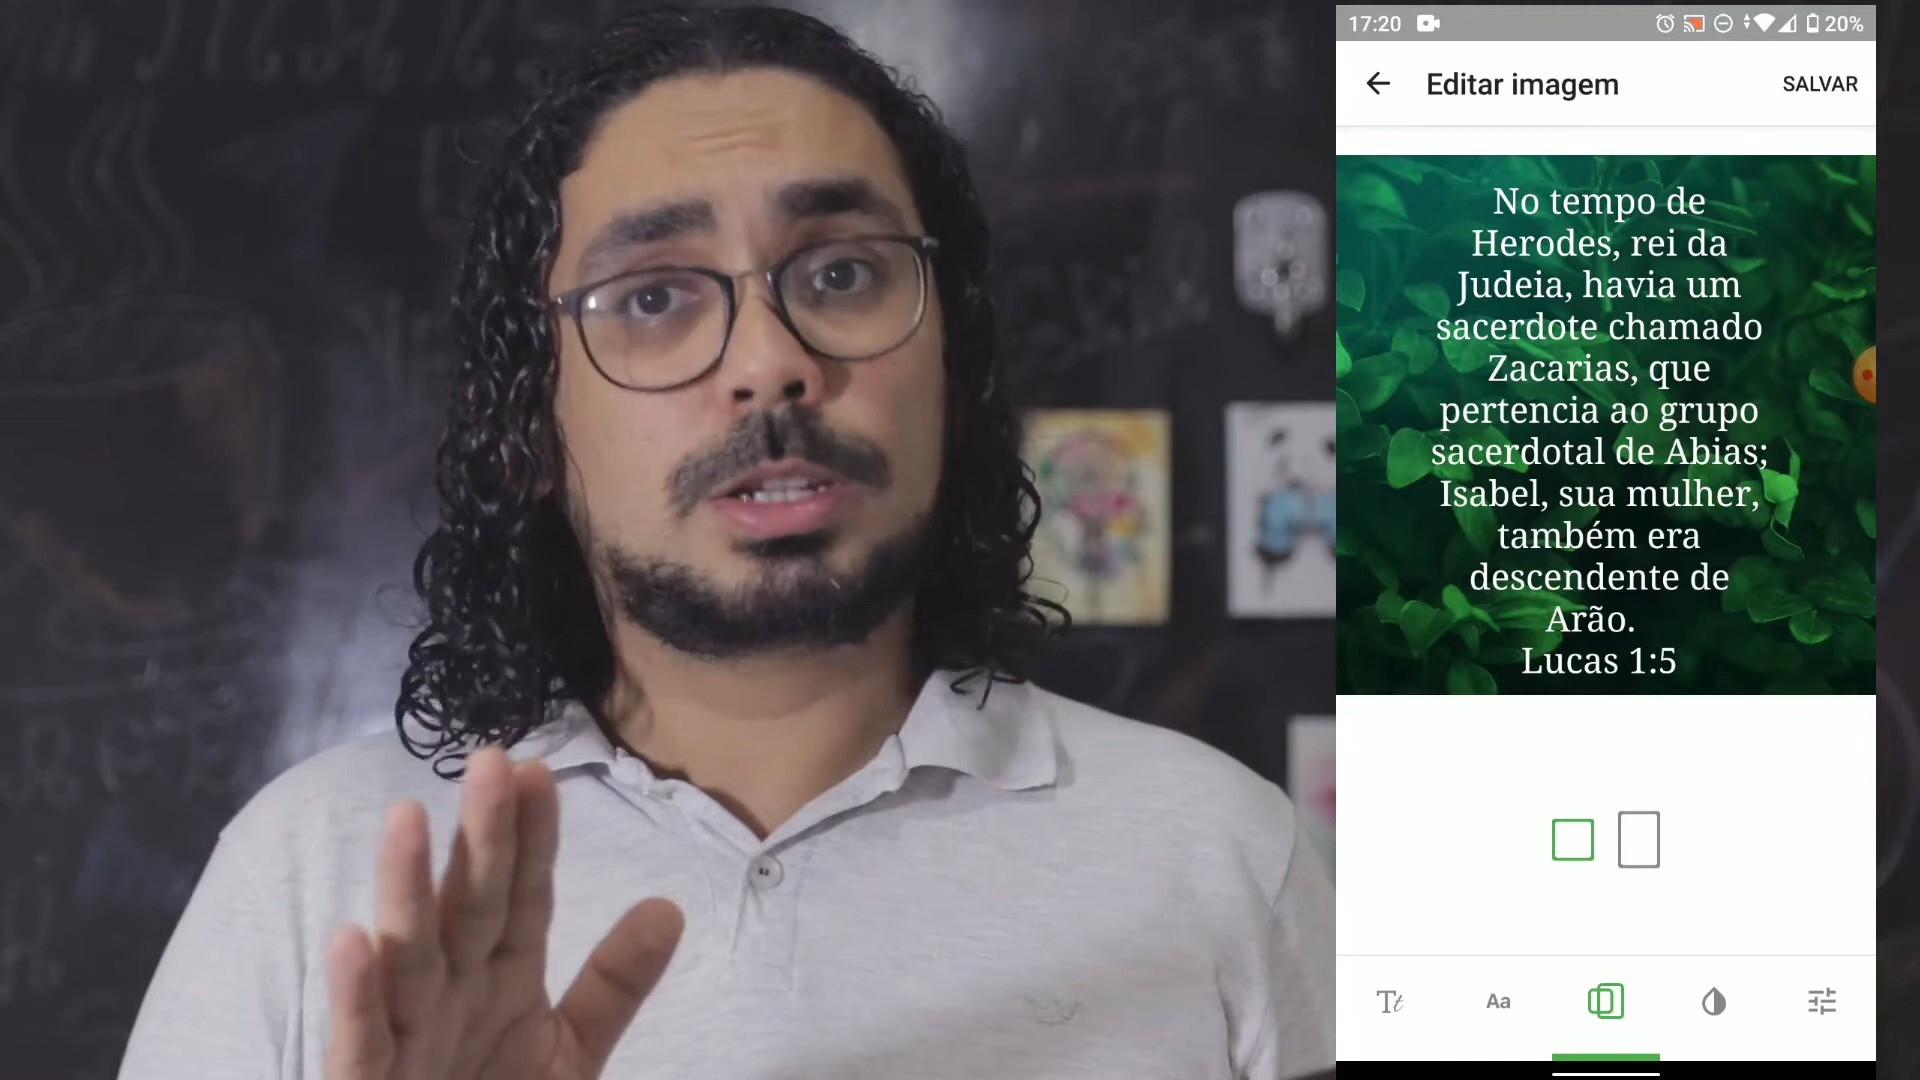 17:20
20%
Editar imagem
SALVAR
No tempo de
Herodes, rei da
Judeia, havia um
sacerdote chamado
Zacarias, que
pertencia ao grupo
sacerdotal de Abias;
Isabel, sua mulher,
também era
descendente de
Arão.
Lucas 1:5
Tt
Aa